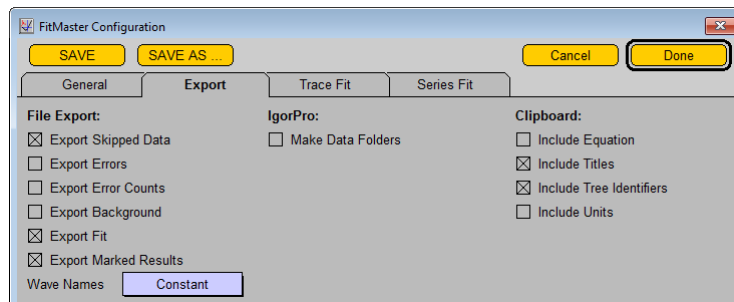 FitMaster Configuration
SAVE SAVE AS ... Cancel Done
General Export Trace Fit Series Fit
File Export: IgorPro: Clipboard:
Export Skipped Data Make Data Folders Include Equation
Export Errors Include Titles
Export Error Counts Include Tree Identifiers
Export Background Include Units
Export Fit
Export Marked Results
Wave Names Constant